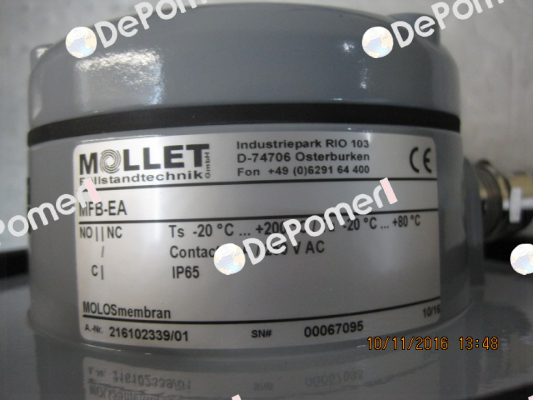 DePomeri
DePomeri
MOLLET
GmbH
Füllstandtechnik
Industriepark RIO 103
D-74706 Osterburken
Fon +49 (0)6291 64 400
CE
MFB-EA
NO | | NC
/
C |
Ts -20 °C ... +200 -20 °C ... +80 °C
V AC
IP65
MOLOSmembran
10/16
A.-Nr. 216102339/01 SN# 00067095
10/11/2016 13:48
DePomeri